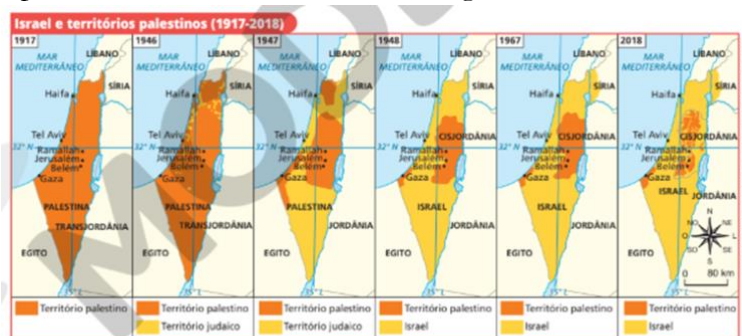 Israel e territórios palestinos (1917-2018)
1917
LÍBANO
MAR
MEDITERRÂNEO
SÍRIA
Haifa
Tel Aviv
32° N
Ramallah
Jerusalém
Belém
Gaza
PALESTINA
TRANSJORDÂNIA
EGITO
35° L
Território palestino
1946
LÍBANO
MAR
MEDITERRÂNEO
SÍRIA
Haifa
Tel Aviv
Ramallah
Jerusalém
Belém
Gaza
PALESTINA
TRANSJORDÂNIA
EGITO
Território palestino
Território judaico
1947
LÍBANO
MAR
MEDITERRÂNEO
SÍRIA
Haifa
Tel Aviv
32° N
Ramallah
Jerusalém
Belém
Gaza
PALESTINA
JORDÂNIA
EGITO
Território palestino
Território judaico
1948
LÍBANO
MAR
MEDITERRÂNEO
SÍRIA
Haifa
CISJORDÂNIA
Tel Aviv
32° N
Ramallah
Jerusalém
Belém
Gaza
ISRAEL
JORDÂNIA
EGITO
Território palestino
Israel
1967
LÍBANO
MAR
MEDITERRÂNEO
SÍRIA
Haifa
Tel Aviv
CISJORDÂNIA
32° N
Ramallah
Jerusalém
Belém
Gaza
ISRAEL
JORDÂNIA
EGITO
Território palestino
Israel
2018
LÍBANO
MAR
MEDITERRÂNEO
SÍRIA
Haifa
Tel Aviv
CISJORDÂNIA
32° N
Ramallah
Jerusalém
Belém
Gaza
ISRAEL
JORDÂNIA
EGITO
N
NO
NE
O
L
SO
SE
S
0 80 km
Território palestino
Israel